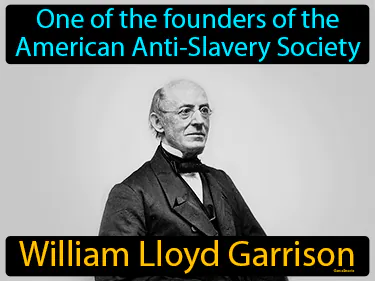 One of the founders of the
American Anti-Slavery Society
William Lloyd Garrison